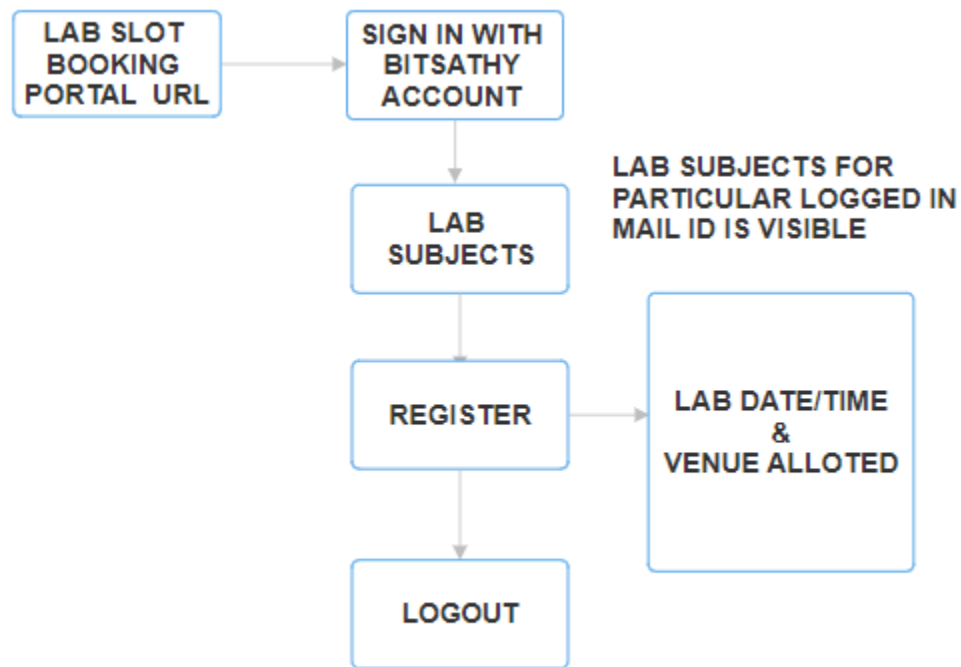 LAB SLOT
BOOKING
PORTAL URL
SIGN IN WITH
BITSATHY
ACCOUNT
LAB SUBJECTS FOR
PARTICULAR LOGGED IN
MAIL ID IS VISIBLE
LAB
SUBJECTS
REGISTER
LAB DATE/TIME
&
VENUE ALLOTED
LOGOUT